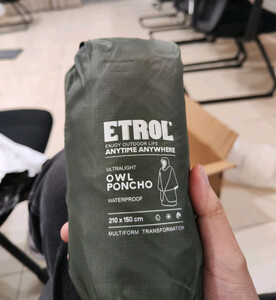 ETROL
ENJOY OUTDOOR LIFE
ANYTIME ANYWHERE
ULTRALIGHT
OWL
PONCHO
WATERPROOF
210 x 150 cm
MULTIFORM TRANSFORMATION